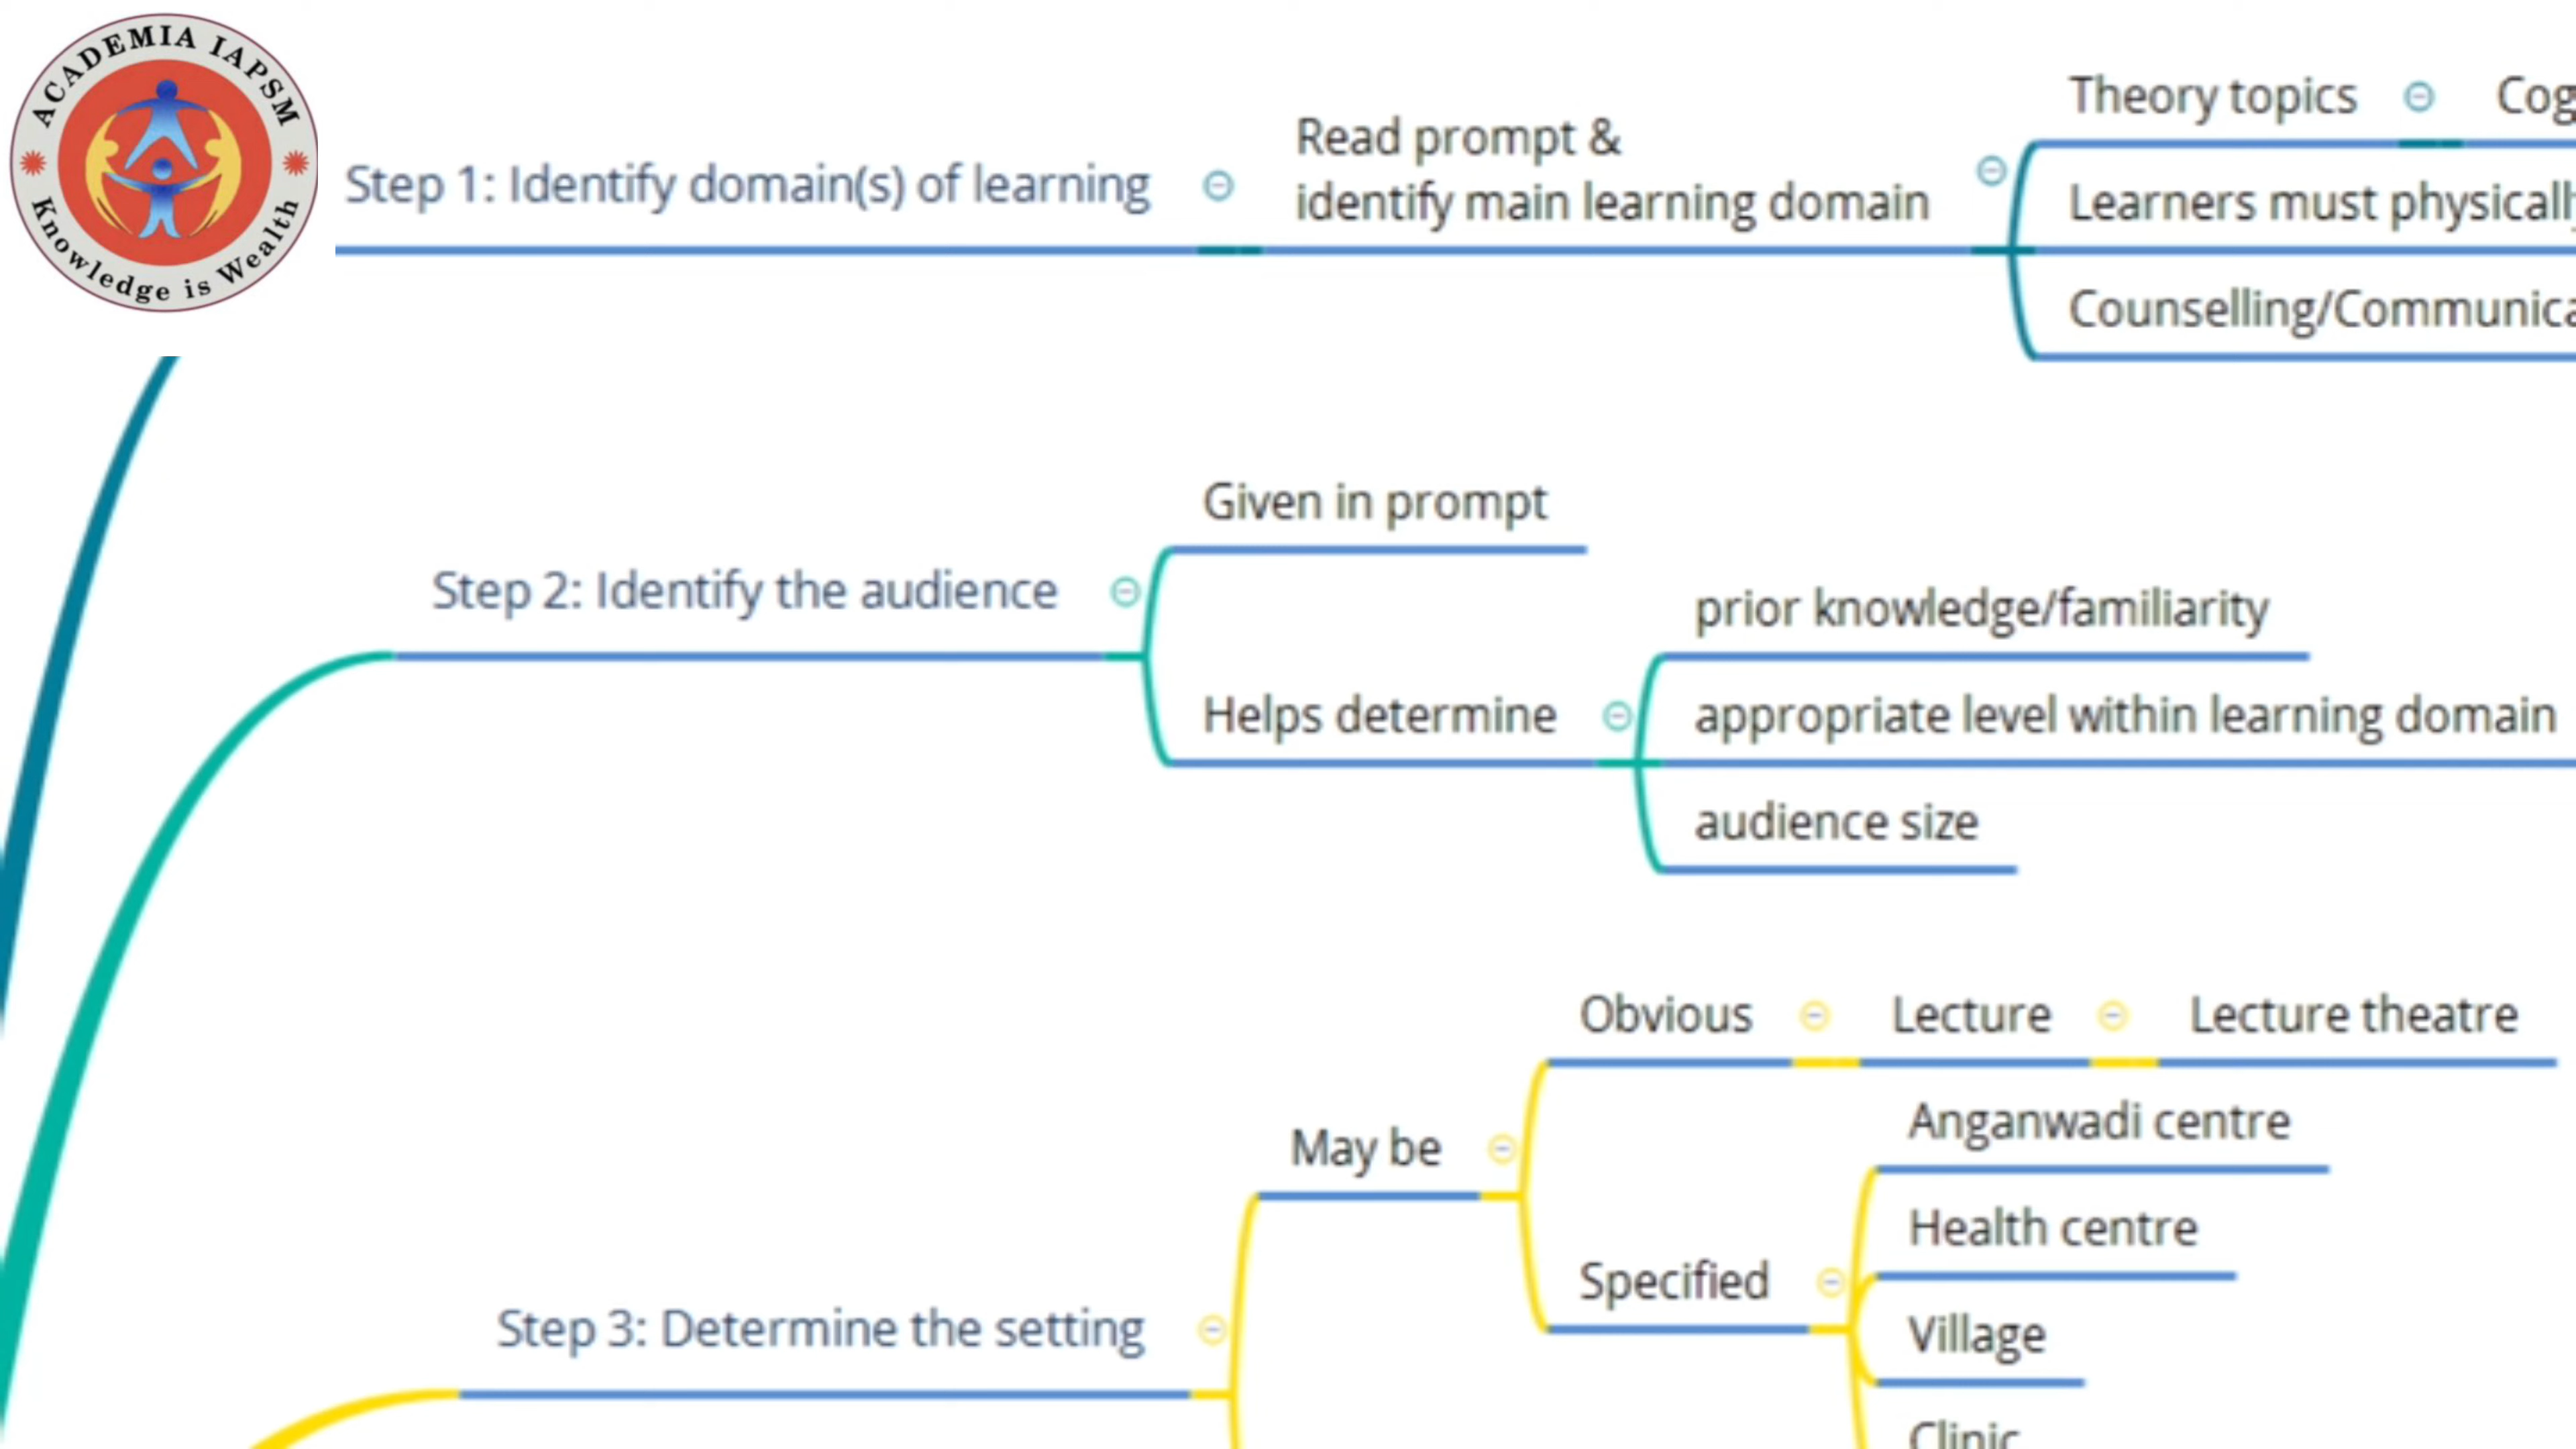 ACADEMIA IAPSM
Knowledge is Wealth
Step 1: Identify domain(s) of learning
Read prompt &
identify main learning domain
Theory topics
Learners must
Step 2: Identify the audience
Given in prompt
Helps determine
prior knowledge/familiarity
appropriate level within learning domain
audience size
Step 3: Determine the setting
May be
Obvious
Lecture
Lecture theatre
Specified
Anganwadi centre
Health centre
Village
Clinic